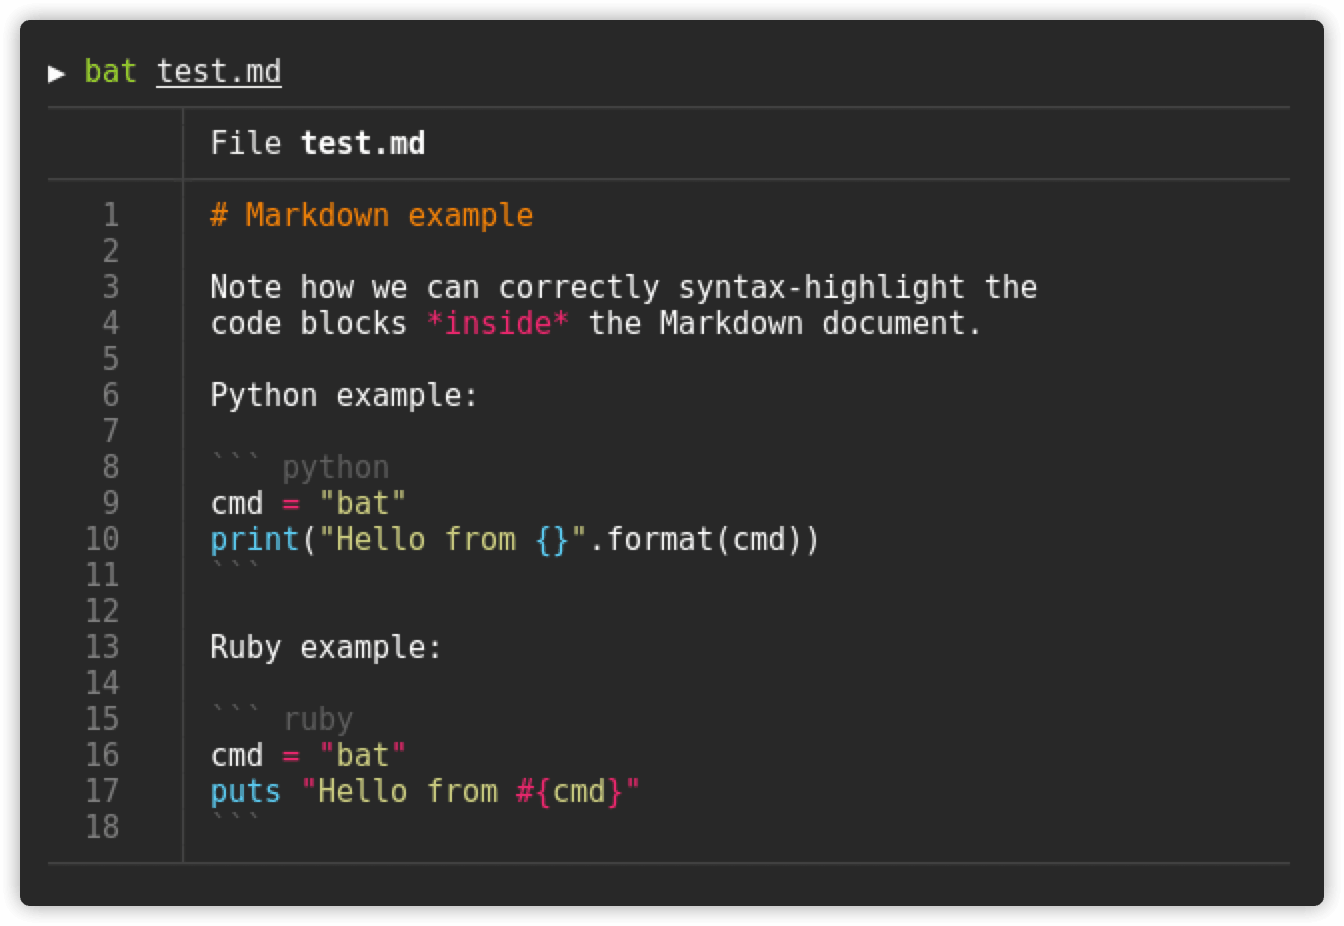 ▶ bat test.md
File test.md
1 # Markdown example
2
3 Note how we can correctly syntax-highlight the
4 code blocks *inside* the Markdown document.
5
6 Python example:
7
8 ``` python
9 cmd = "bat"
10 print("Hello from {}".format(cmd))
11 ```
12
13 Ruby example:
14
15 ``` ruby
16 cmd = "bat"
17 puts "Hello from #{cmd}"
18 ```